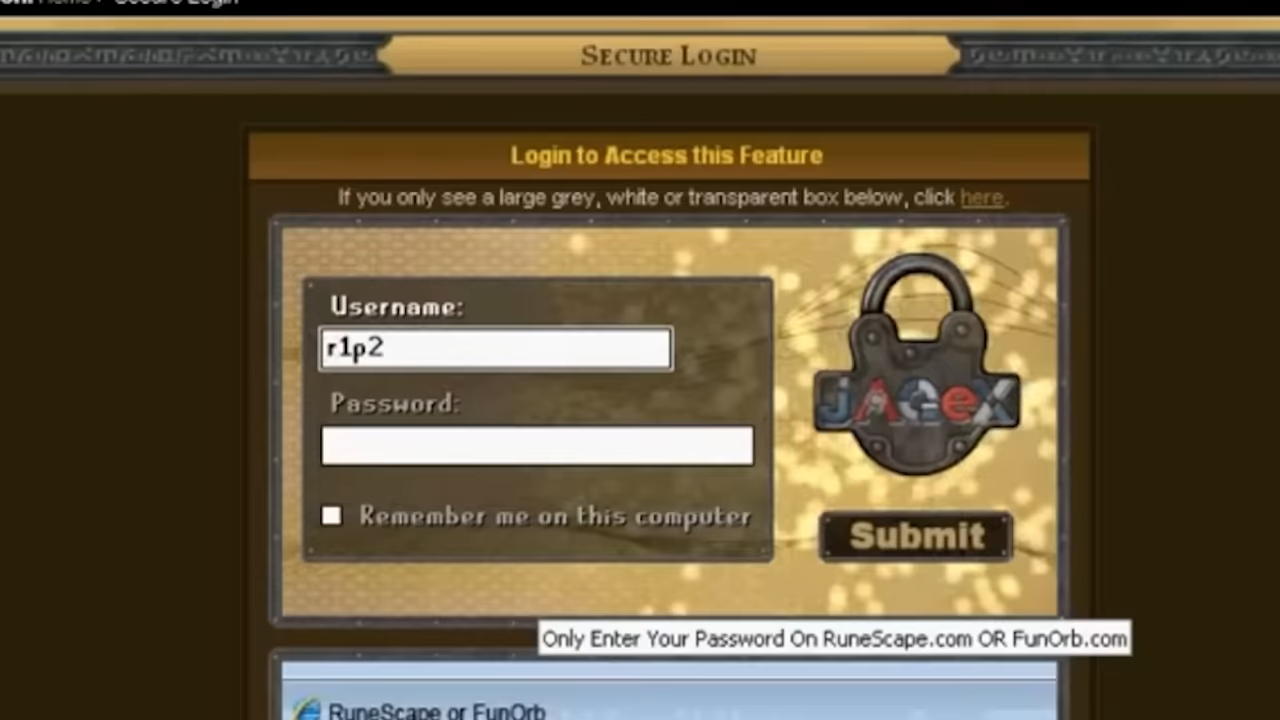 Secure Login
Login to Access this Feature
If you only see a large grey, white or transparent box below, click here.
Username:
r1p2
Password:
JAGeX
Remember me on this computer
Submit
Only Enter Your Password On RuneScape.com OR FunOrb.com
RuneScape or FunOrb